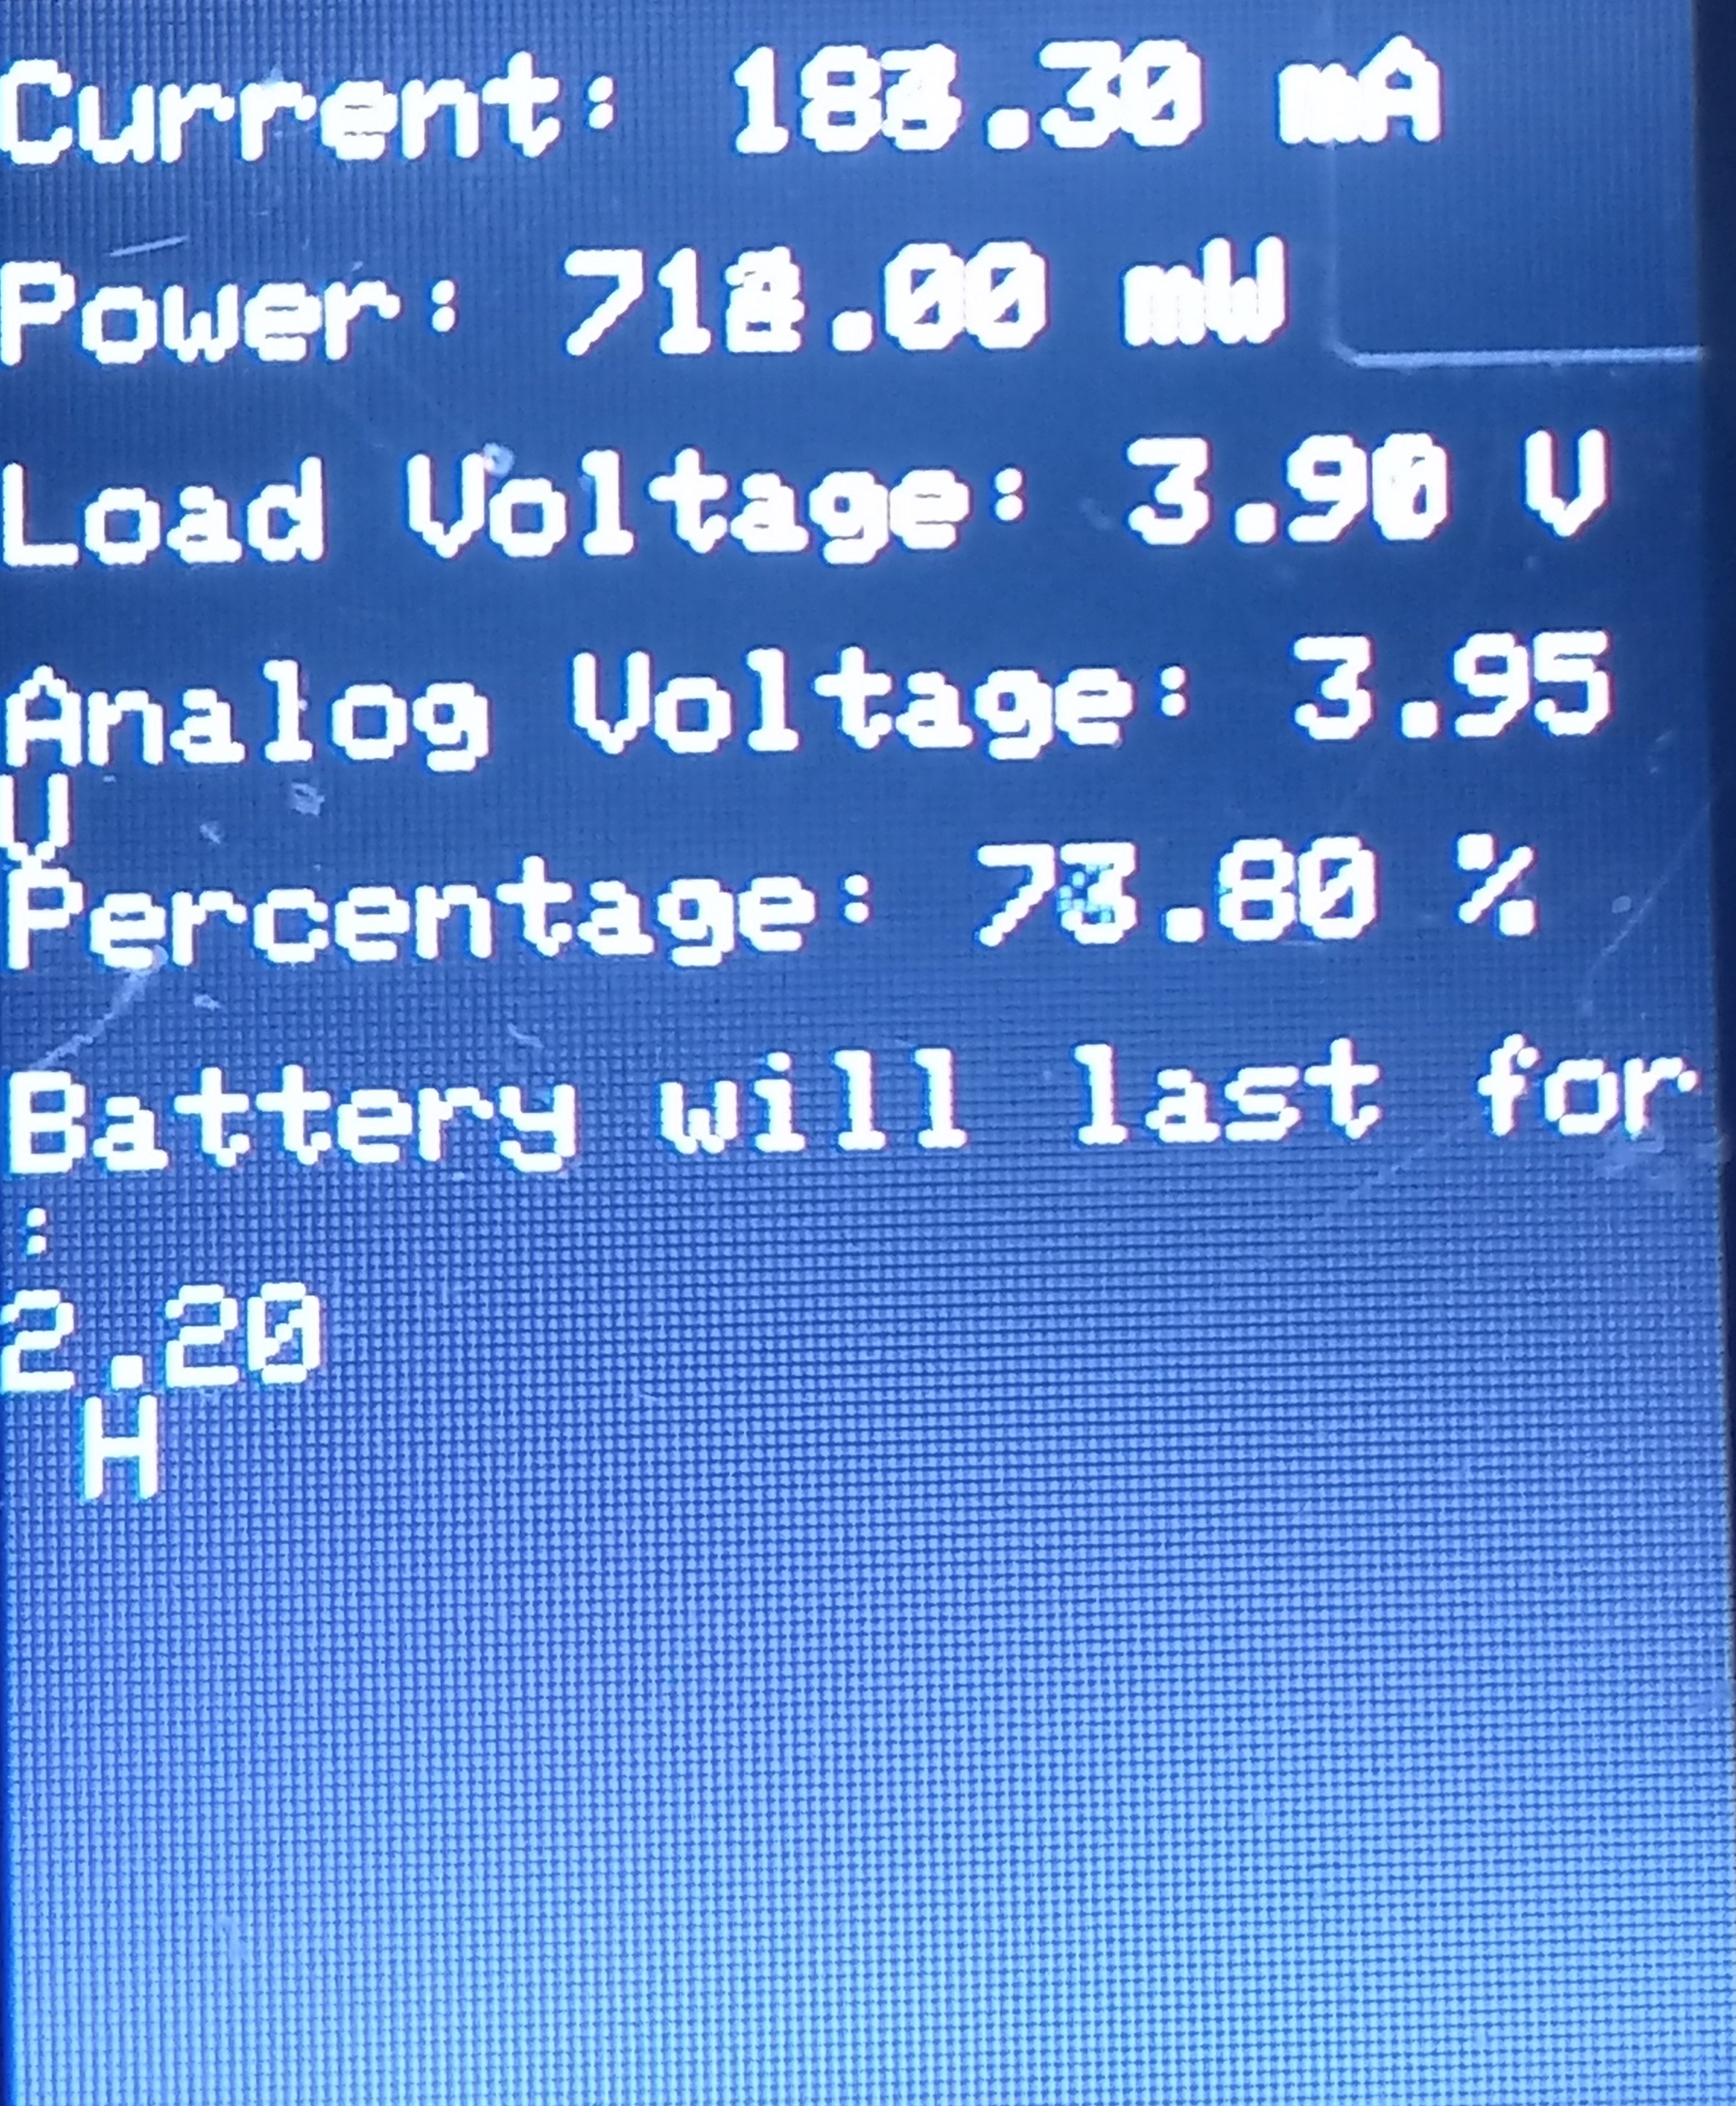 Current: 183.30 mA
Power: 712.00 mW
Load Voltage: 3.90 V
Analog Voltage: 3.95
V
Percentage: 73.80 %
Battery will last for
:
2.20
H